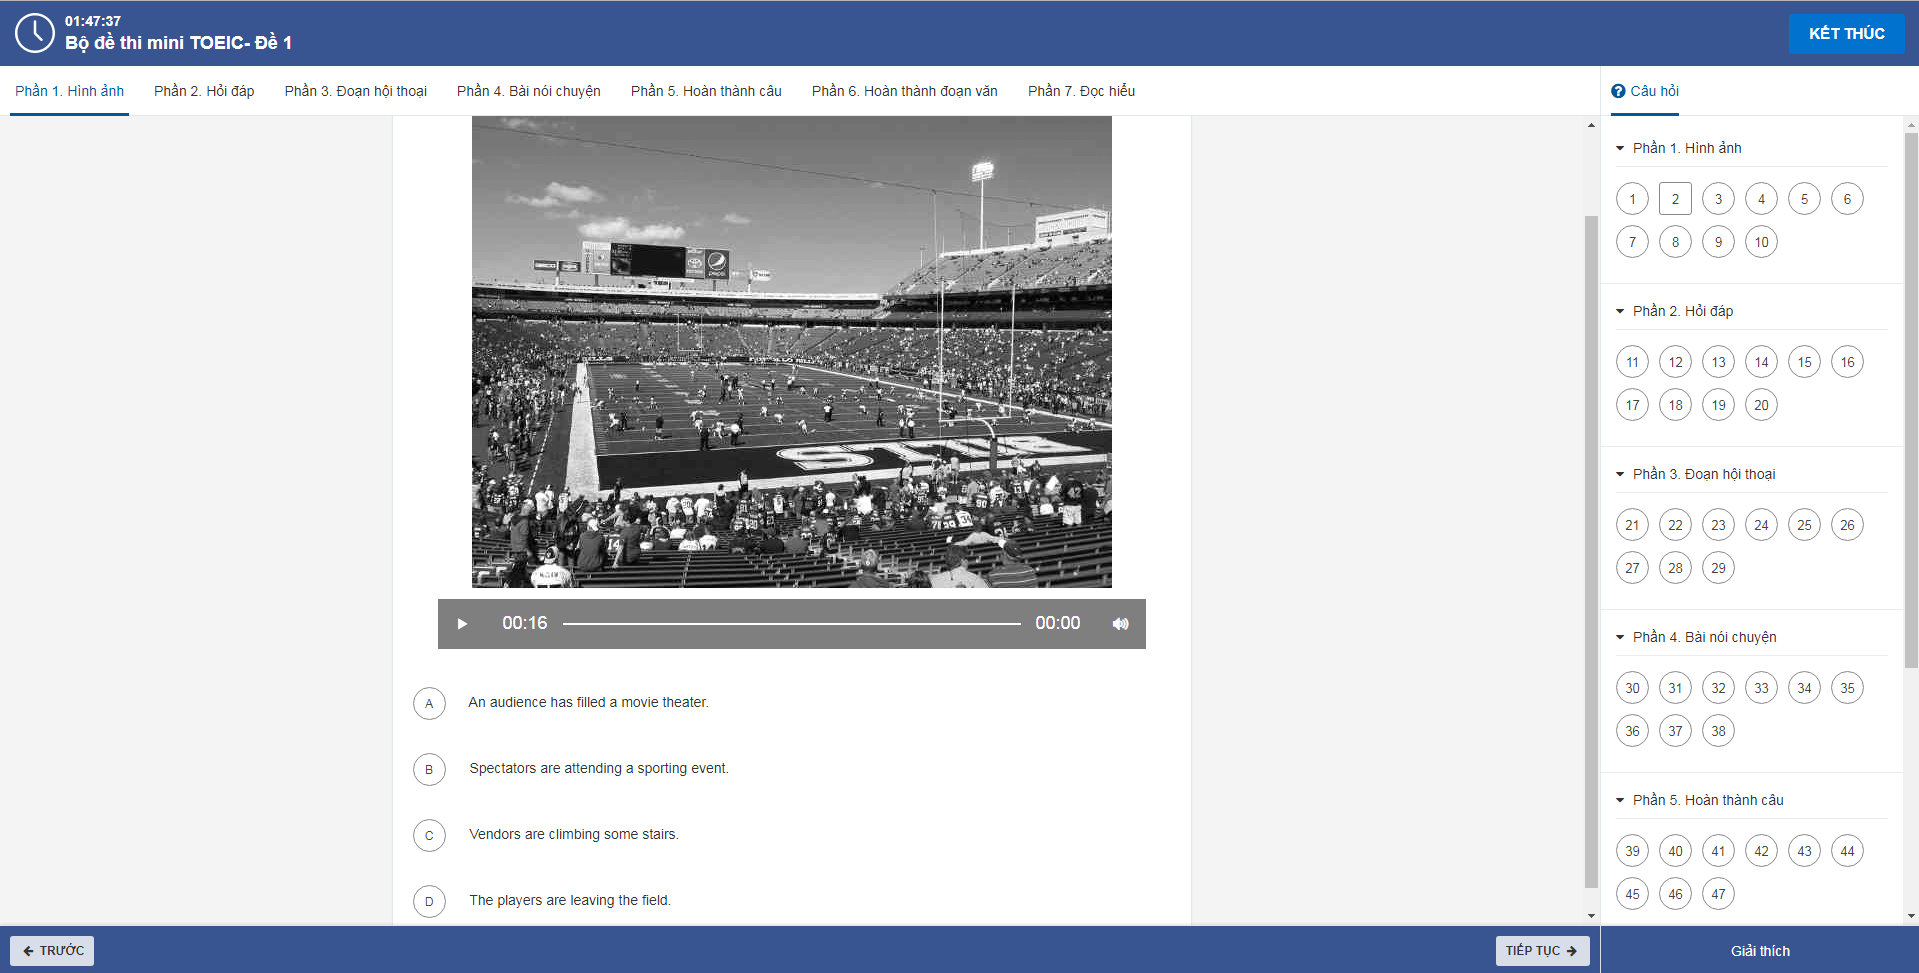 01:47:37
Bộ đề thi mini TOEIC- Đề 1
KẾT THÚC
Phần 1. Hình ảnh
Phần 2. Hỏi đáp
Phần 3. Đoạn hội thoại
Phần 4. Bài nói chuyện
Phần 5. Hoàn thành câu
Phần 6. Hoàn thành đoạn văn
Phần 7. Đọc hiểu
Câu hỏi
pepsi
00:16
00:00
A An audience has filled a movie theater.
B Spectators are attending a sporting event.
C Vendors are climbing some stairs.
D The players are leaving the field.
Phần 1. Hình ảnh
1 2 3 4 5 6
7 8 9 10
Phần 2. Hỏi đáp
11 12 13 14 15 16
17 18 19 20
Phần 3. Đoạn hội thoại
21 22 23 24 25 26
27 28 29
Phần 4. Bài nói chuyện
30 31 32 33 34 35
36 37 38
Phần 5. Hoàn thành câu
39 40 41 42 43 44
45 46 47
TRƯỚC
TIẾP TỤC
Giải thích